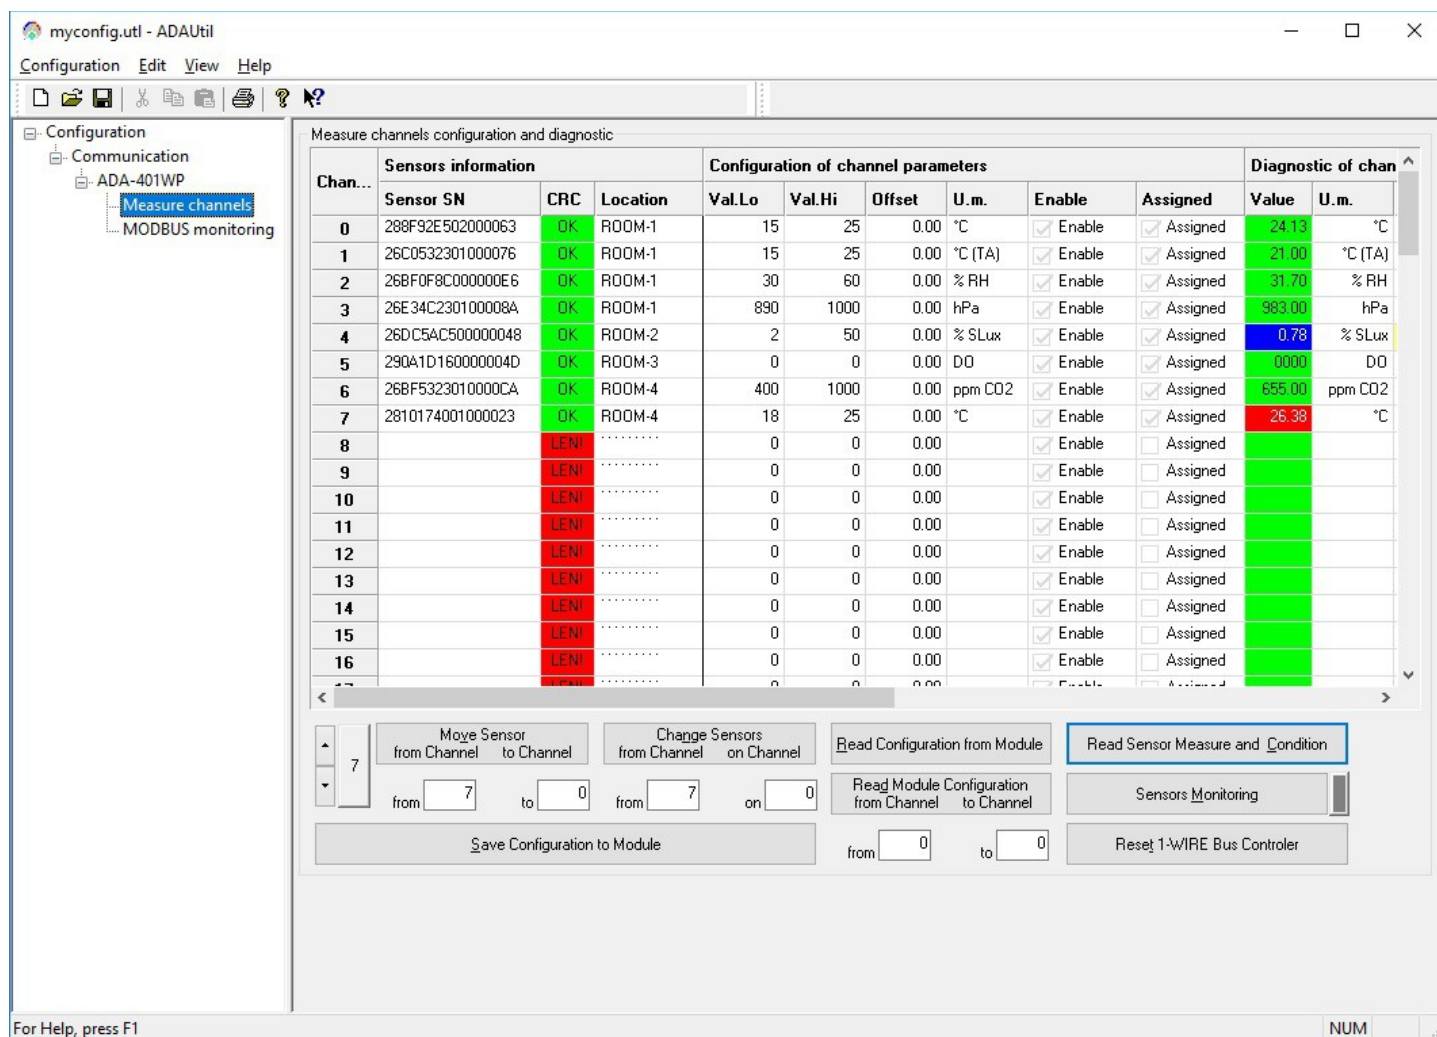 myconfig.utl - ADAUtil
Configuration Edit View Help
Configuration
Communication
ADA-401WP
Measure channels
MODBUS monitoring
Measure channels configuration and diagnostic
Chan... Sensors information Configuration of channel parameters Diagnostic of chan
Sensor SN CRC Location Val.Lo Val.Hi Offset U.m. Enable Assigned Value U.m.
0 288F92E502000063 OK ROOM-1 15 25 0.00 °C Enable Assigned 24.13 °C
1 26C0532301000076 OK ROOM-1 15 25 0.00 °C (TA) Enable Assigned 21.00 °C (TA)
2 26BF0F8C000000E6 OK ROOM-1 30 60 0.00 % RH Enable Assigned 31.70 % RH
3 26E34C230100008A OK ROOM-1 890 1000 0.00 hPa Enable Assigned 983.00 hPa
4 26DC5AC500000048 OK ROOM-2 2 50 0.00 % SLux Enable Assigned 0.78 % SLux
5 290A1D160000004D OK ROOM-3 0 0 0.00 DO Enable Assigned 0000 DO
6 26BF5323010000CA OK ROOM-4 400 1000 0.00 ppm CO2 Enable Assigned 655.00 ppm CO2
7 2810174001000023 OK ROOM-4 18 25 0.00 °C Enable Assigned 26.38 °C
8 LEN! ········· 0 0 0.00 Enable Assigned
9 LEN! ········· 0 0 0.00 Enable Assigned
10 LEN! ········· 0 0 0.00 Enable Assigned
11 LEN! ········· 0 0 0.00 Enable Assigned
12 LEN! ········· 0 0 0.00 Enable Assigned
13 LEN! ········· 0 0 0.00 Enable Assigned
14 LEN! ········· 0 0 0.00 Enable Assigned
15 LEN! ········· 0 0 0.00 Enable Assigned
16 LEN! ········· 0 0 0.00 Enable Assigned
7
Move Sensor
from Channel to Channel
Change Sensors
from Channel on Channel
Read Configuration from Module
Read Sensor Measure and Condition
from 7 to 0
from 7 on 0
Read Module Configuration
from Channel to Channel
Sensors Monitoring
Save Configuration to Module
from 0 to 0
Reset 1-WIRE Bus Controler
For Help, press F1
NUM